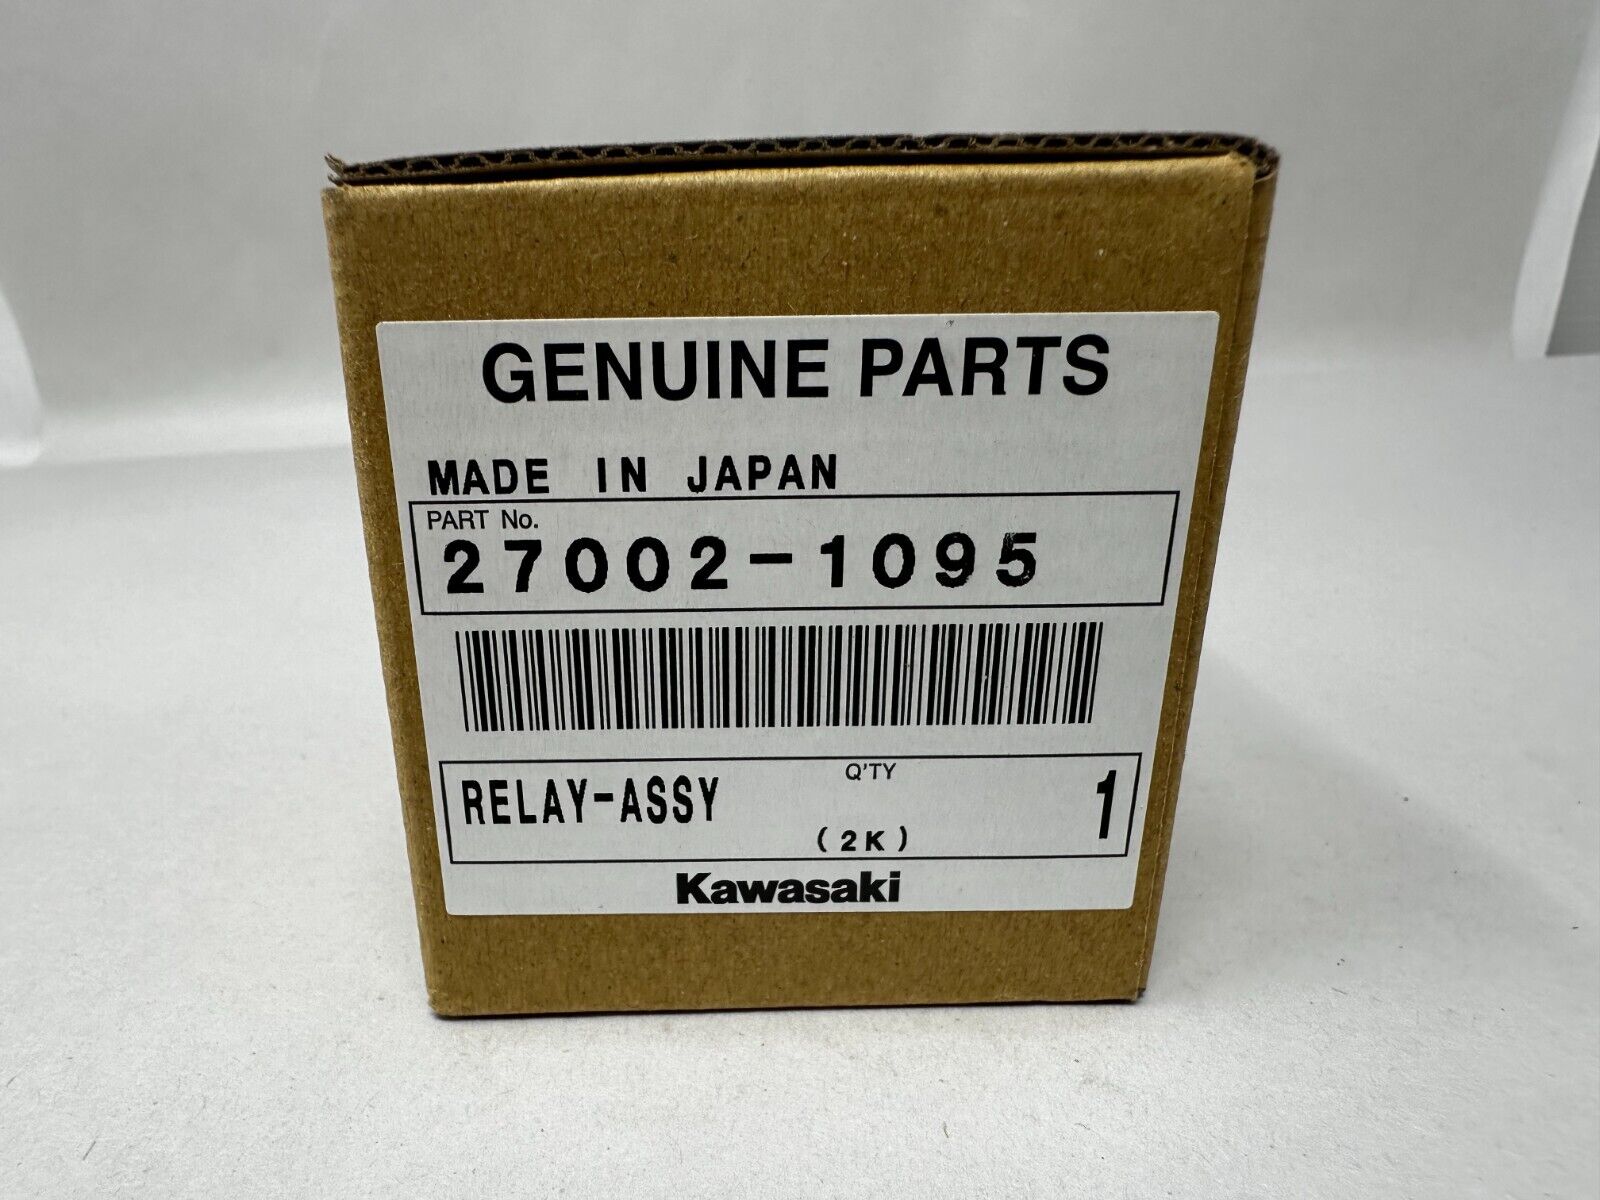 GENUINE PARTS
MADE IN JAPAN
PART No.
27002-1095
RELAY-ASSY Q'TY 1
(2K)
Kawasaki